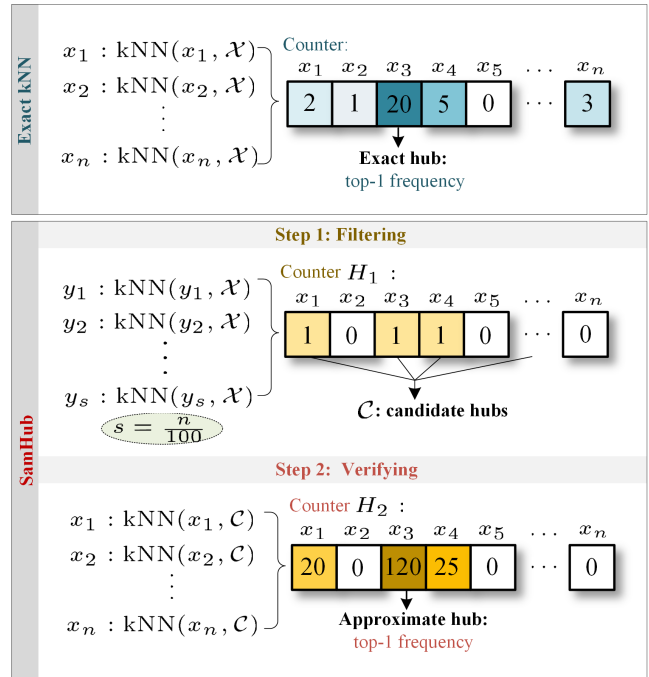 Exact kNN
x₁ : kNN(x₁, 𝒳)
x₂ : kNN(x₂, 𝒳)
⋮
xₙ : kNN(xₙ, 𝒳)
Counter:
x₁ x₂ x₃ x₄ x₅ ⋯ xₙ
2 1 20 5 0 ⋯ 3
Exact hub:
top-1 frequency
SamHub
Step 1: Filtering
y₁ : kNN(y₁, 𝒳)
y₂ : kNN(y₂, 𝒳)
⋮
yₛ : kNN(yₛ, 𝒳)
s = n/100
Counter H₁ :
x₁ x₂ x₃ x₄ x₅ ⋯ xₙ
1 0 1 1 0 ⋯ 0
𝒞: candidate hubs
Step 2: Verifying
x₁ : kNN(x₁, 𝒞)
x₂ : kNN(x₂, 𝒞)
⋮
xₙ : kNN(xₙ, 𝒞)
Counter H₂ :
x₁ x₂ x₃ x₄ x₅ ⋯ xₙ
20 0 120 25 0 ⋯ 0
Approximate hub:
top-1 frequency